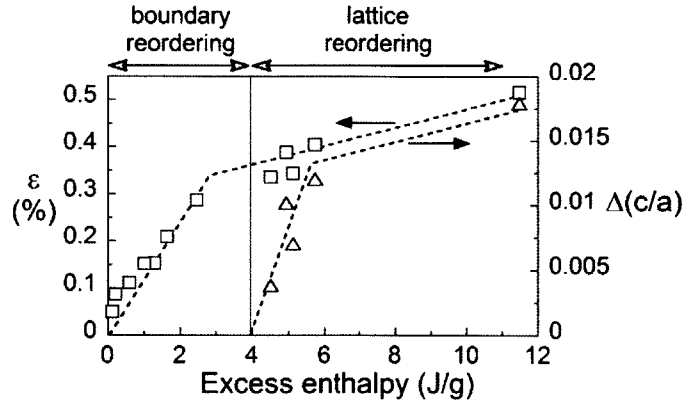 boundary
reordering
lattice
reordering
0.5
0.4
0.3
0.2
0.1
0
ε
(%)
0.02
0.015
0.01
0.005
0
Δ(c/a)
0 2 4 6 8 10 12
Excess enthalpy (J/g)